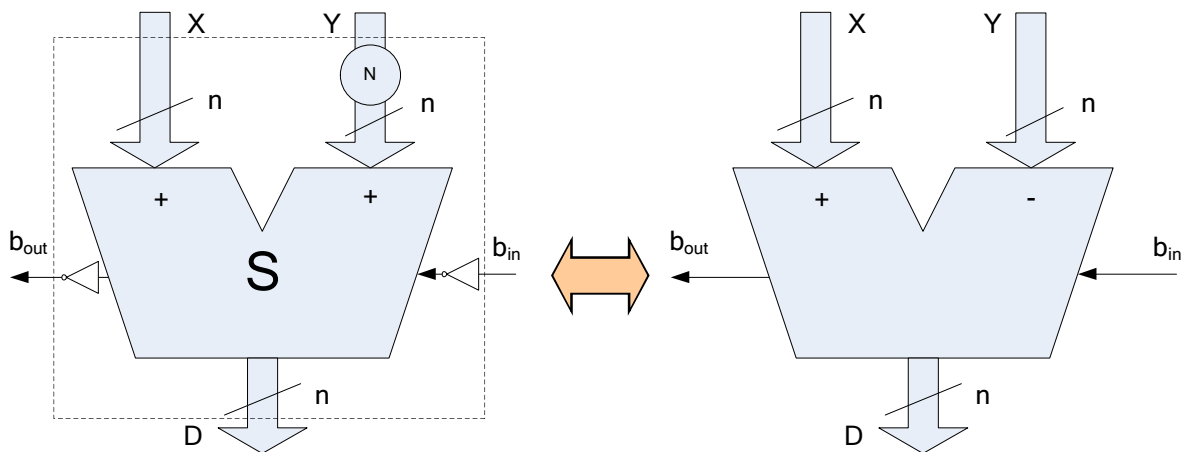 X Y
N
n n
+ +
b_out S b_in
n
D
X Y
n n
+ -
b_out b_in
n
D